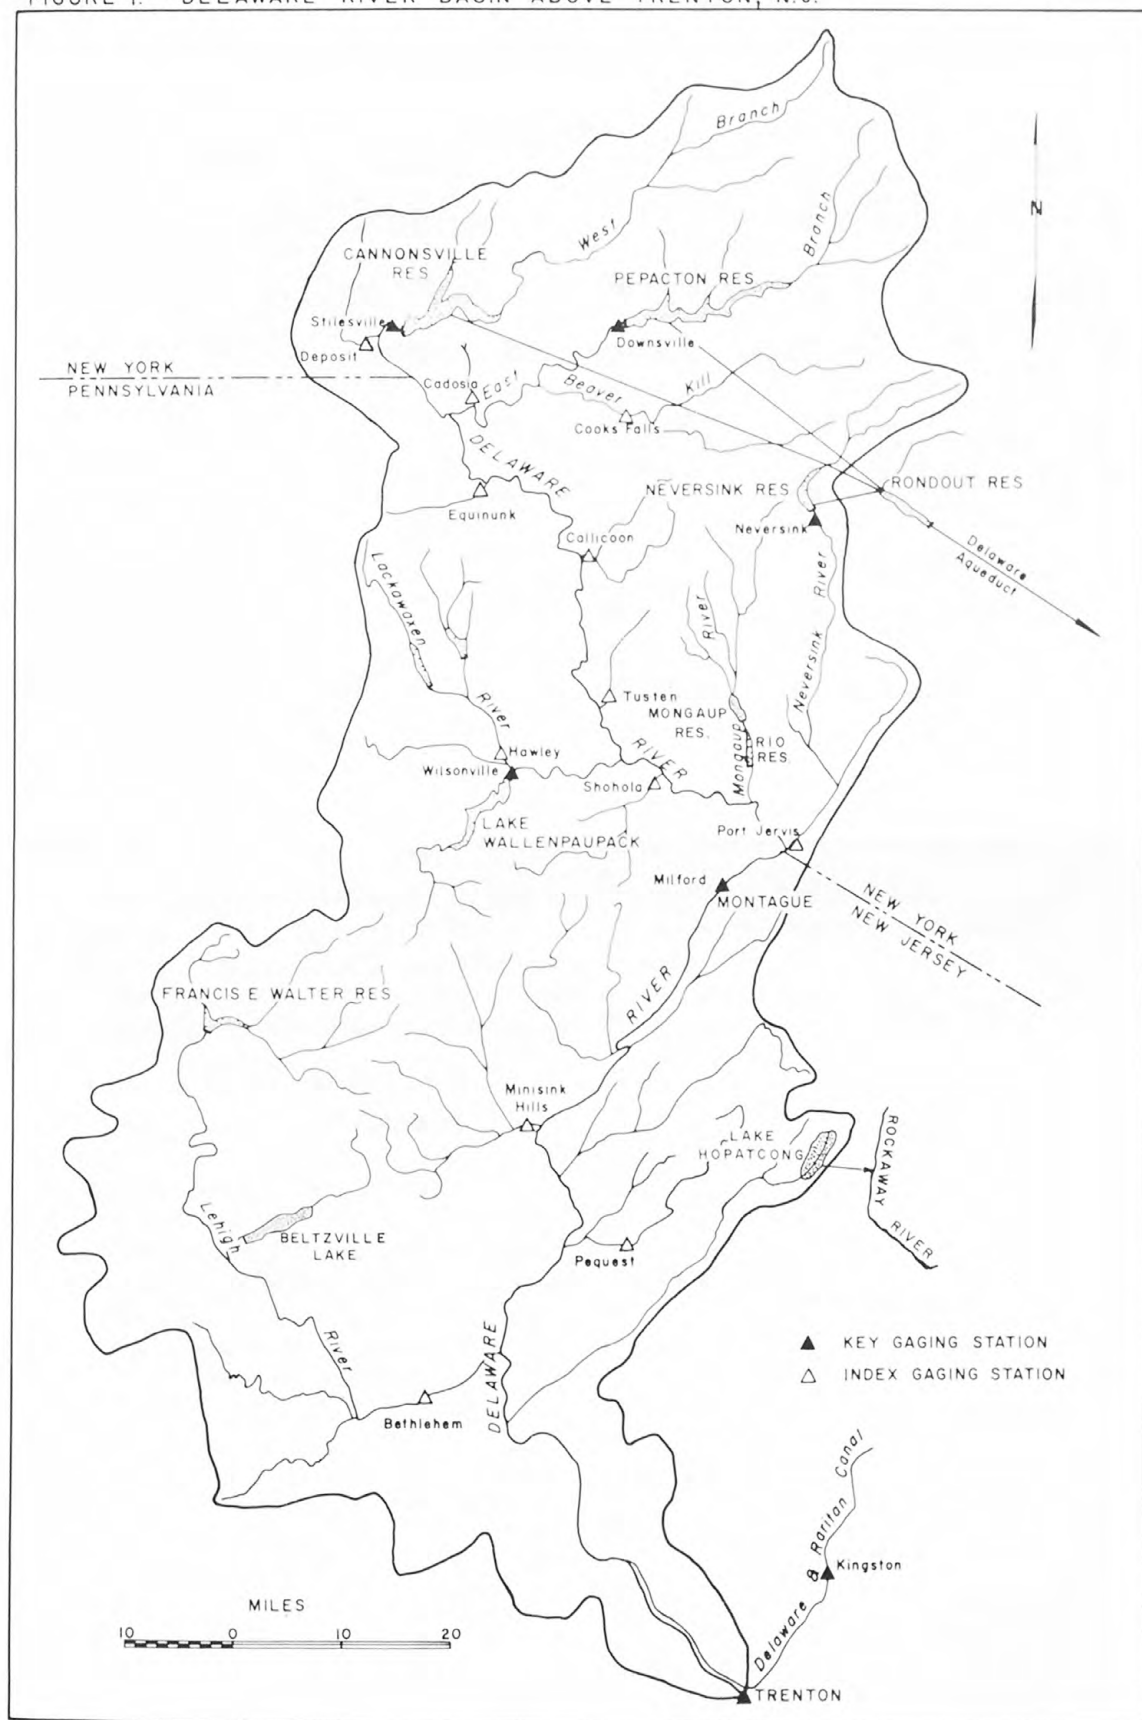 FIGURE 1. DELAWARE RIVER BASIN ABOVE TRENTON, N.J.
Branch
N
West
Branch
CANNONSVILLE
RES
PEPACTON RES
Stilesville
Deposit
Downsville
NEW YORK
PENNSYLVANIA
Cadosia
East
Beaver
Kill
Cooks Falls
DELAWARE
NEVERSINK RES
RONDOUT RES
Equinunk
Neversink
Callicoon
Delaware
Aqueduct
Lackawaxen
River
River
Neversink
River
Tusten
MONGAUP
RES.
Mongaup
RIO
RES
RIVER
Hawley
Wilsonville
Shohola
LAKE
WALLENPAUPACK
Port Jervis
Milford
MONTAGUE
NEW YORK
NEW JERSEY
FRANCIS E WALTER RES
RIVER
Minisink
Hills
LAKE
HOPATCONG
ROCKAWAY
RIVER
Lehigh
BELTZVILLE
LAKE
Pequest
River
DELAWARE
KEY GAGING STATION
INDEX GAGING STATION
Bethlehem
Delaware & Raritan Canal
Kingston
MILES
10 0 10 20
TRENTON